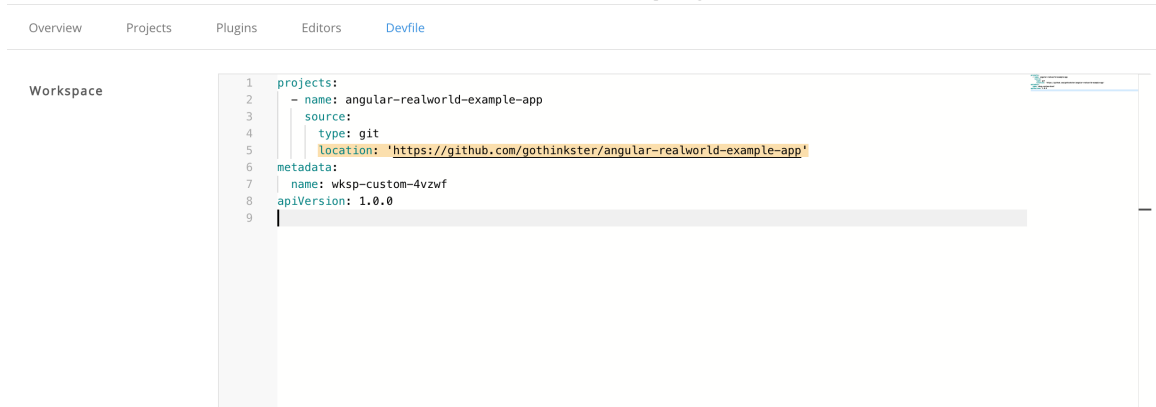 Overview Projects Plugins Editors Devfile
Workspace
1 projects:
2   - name: angular-realworld-example-app
3     source:
4       type: git
5       location: 'https://github.com/gothinkster/angular-realworld-example-app'
6 metadata:
7   name: wksp-custom-4vzwf
8 apiVersion: 1.0.0
9